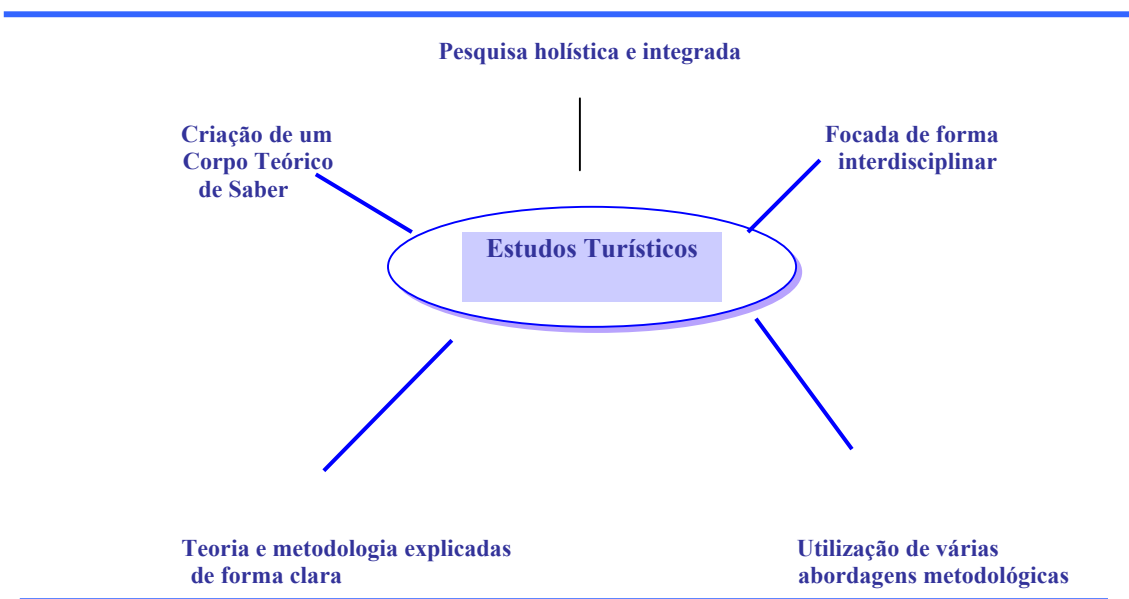 Pesquisa holística e integrada
Criação de um
Corpo Teórico
de Saber
Focada de forma
interdisciplinar
Estudos Turísticos
Teoria e metodologia explicadas
de forma clara
Utilização de várias
abordagens metodológicas